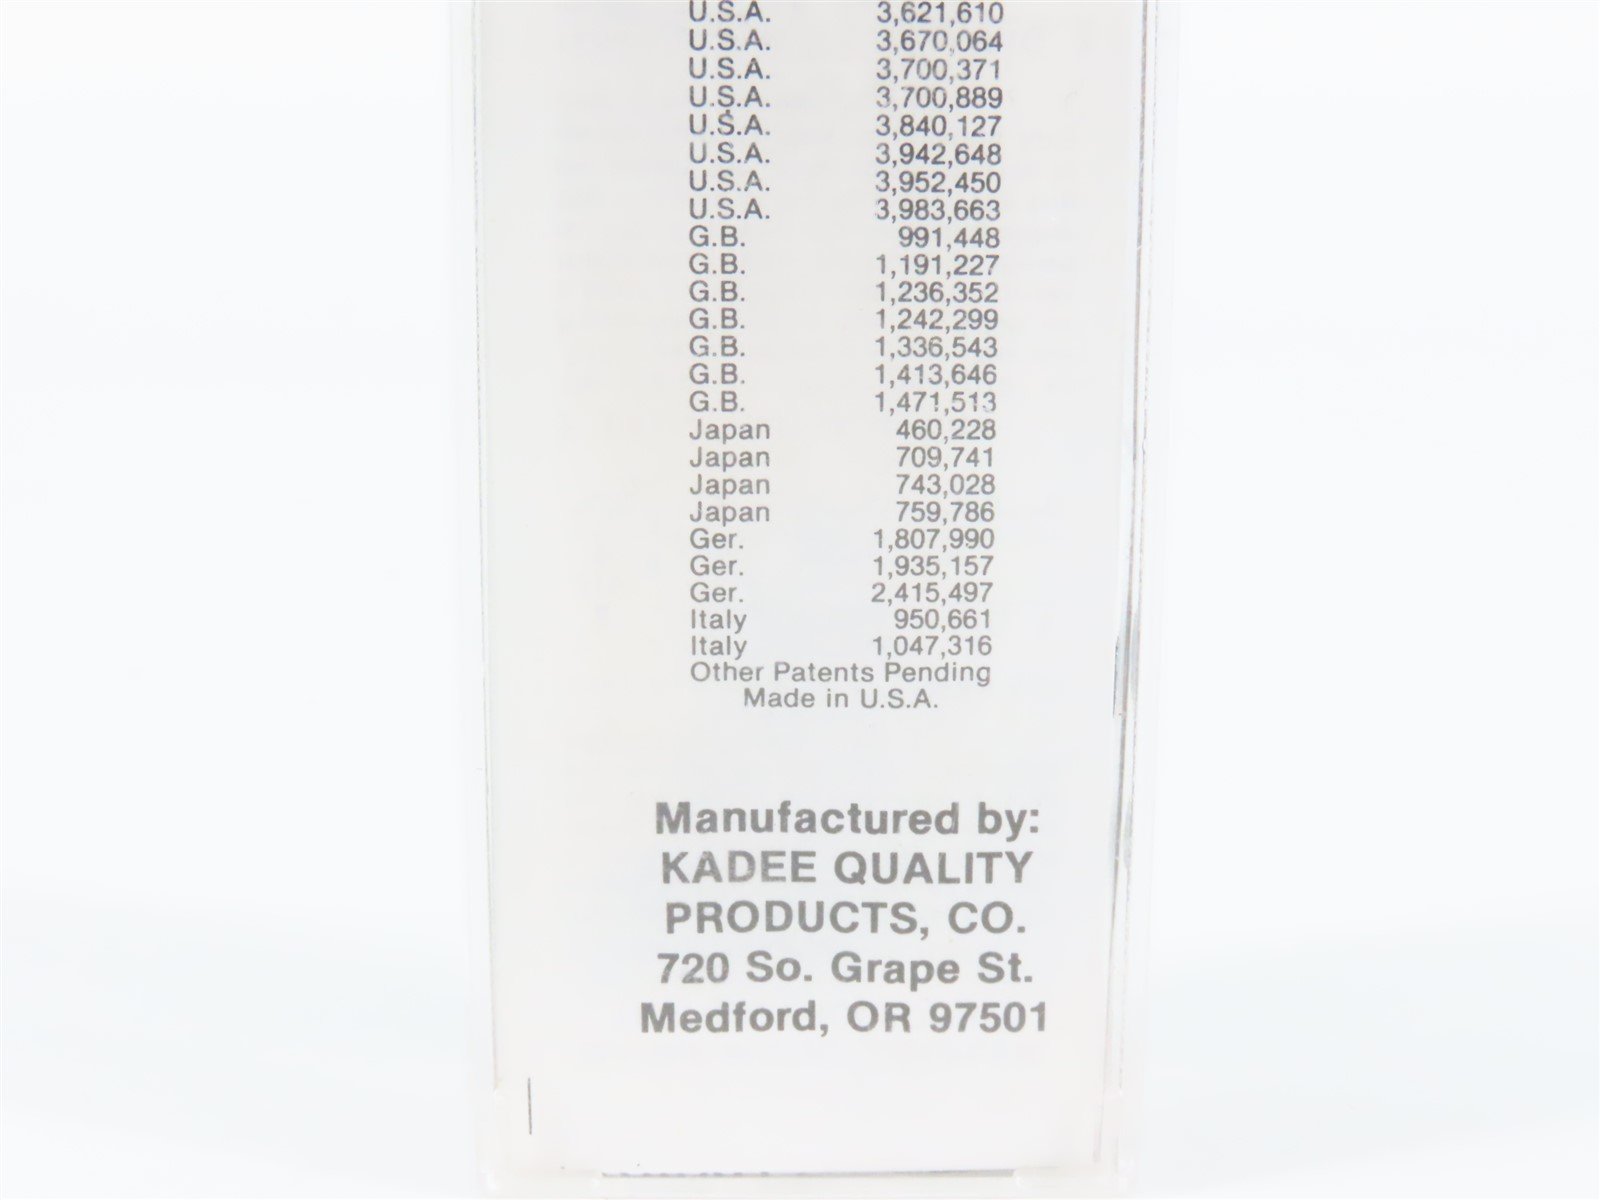 U.S.A. 3,621,610
U.S.A. 3,670,064
U.S.A. 3,700,371
U.S.A. 3,700,889
U.S.A. 3,840,127
U.S.A. 3,942,648
U.S.A. 3,952,450
U.S.A. 3,983,663
G.B. 991,448
G.B. 1,191,227
G.B. 1,236,352
G.B. 1,242,299
G.B. 1,336,543
G.B. 1,413,646
G.B. 1,471,513
Japan 460,228
Japan 709,741
Japan 743,028
Japan 759,786
Ger. 1,807,990
Ger. 1,935,157
Ger. 2,415,497
Italy 950,661
Italy 1,047,316
Other Patents Pending
Made in U.S.A.
Manufactured by:
KADEE QUALITY
PRODUCTS, CO.
720 So. Grape St.
Medford, OR 97501